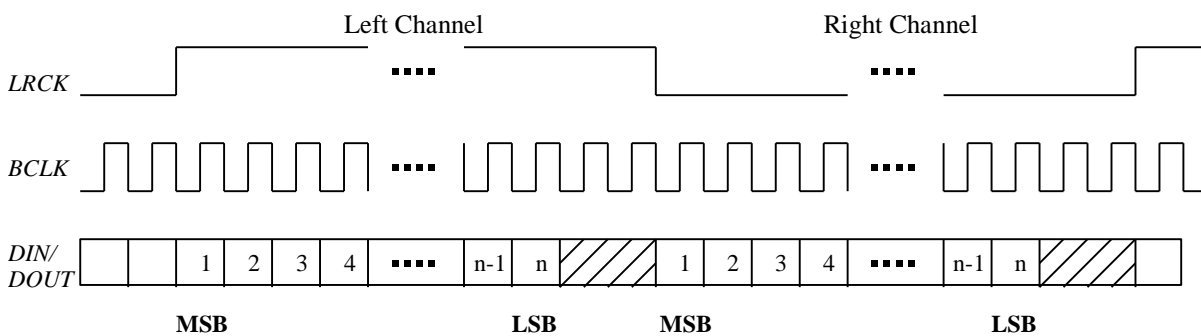 Left Channel Right Channel
LRCK
BCLK
DIN/
DOUT
1 2 3 4 n-1 n 1 2 3 4 n-1 n
MSB LSB MSB LSB